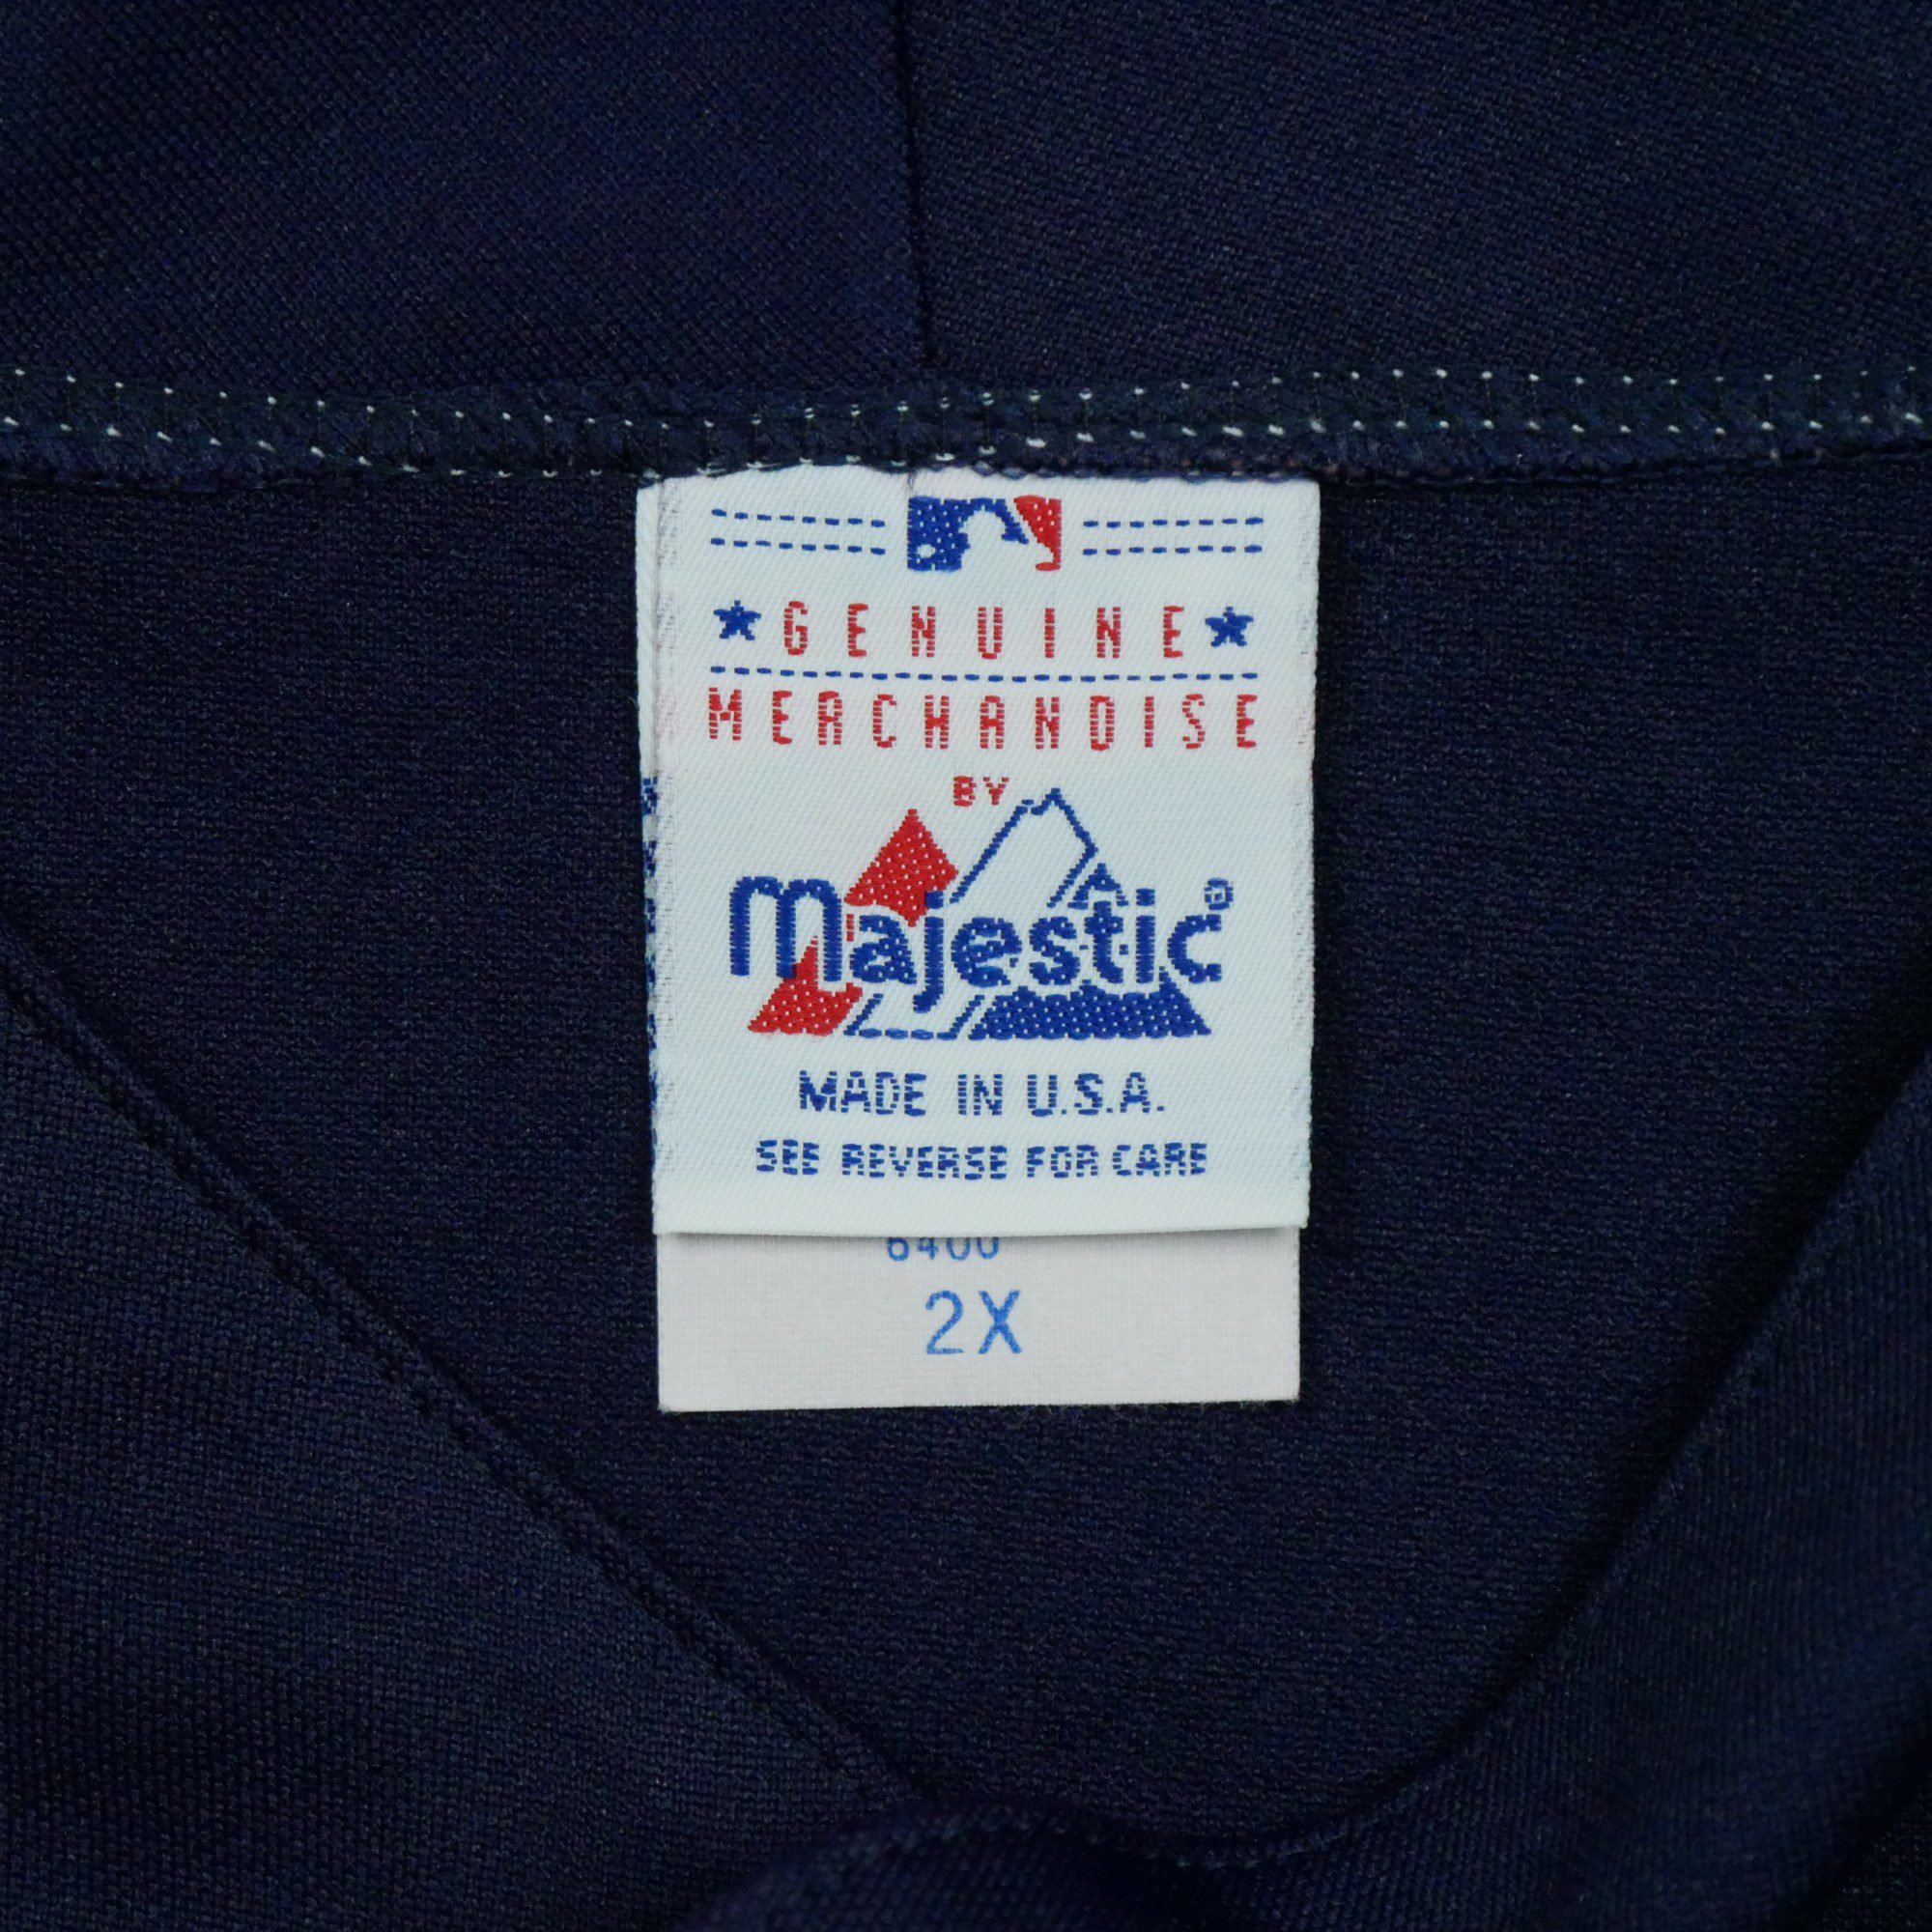 GENUINE
MERCHANDISE
BY
Majestic®
MADE IN U.S.A.
SEE REVERSE FOR CARE
6400
2X